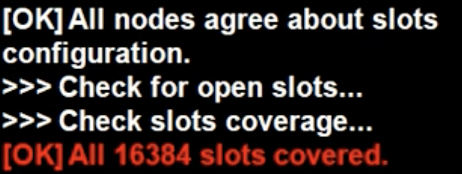 [OK] All nodes agree about slots
configuration.
>>> Check for open slots...
>>> Check slots coverage...
[OK] All 16384 slots covered.